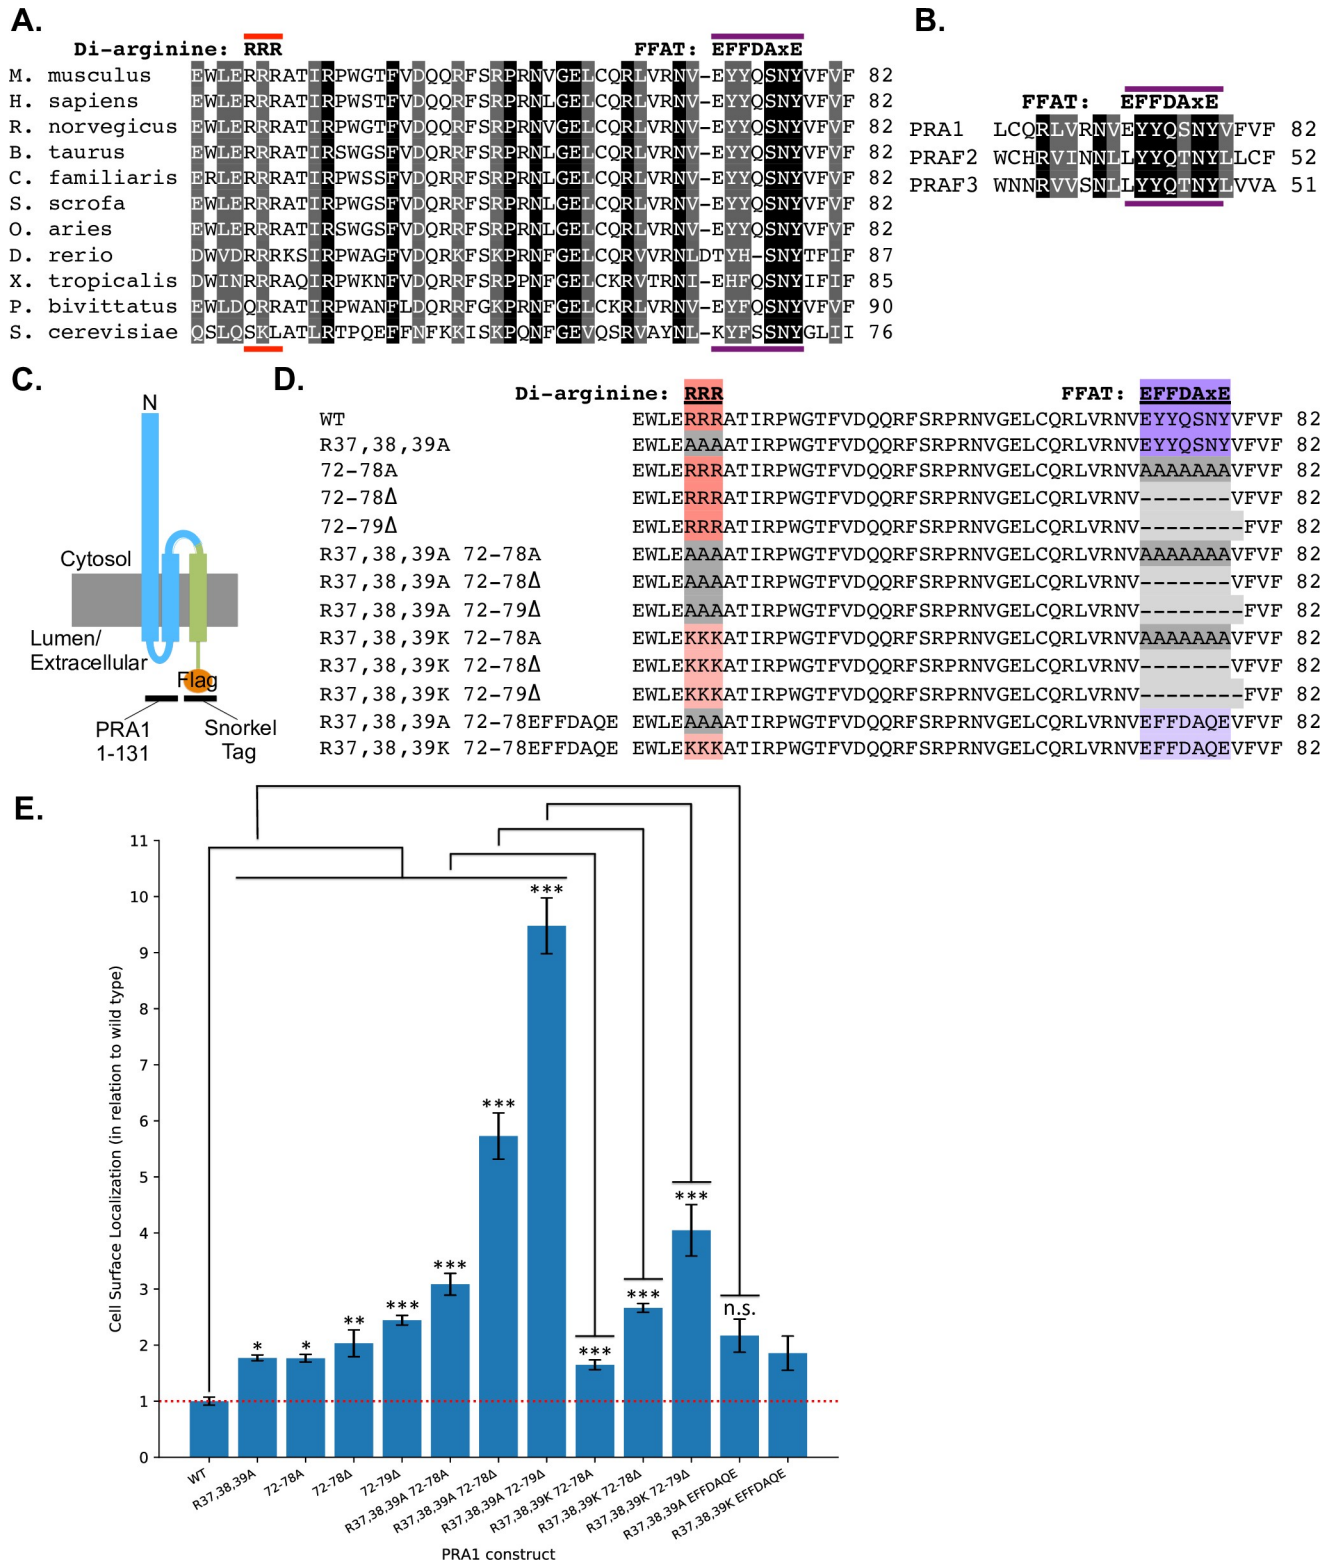 A.
Di-arginine: RRR FFAT: EFFDAxE
M. musculus EWLERRRATIRPWGTFVDQQRFSRPRNVGELCQRLVRNV-EYYQSNYVFVF 82
H. sapiens EWLERRRATIRPWSTFVDQQRFSRPRNLGELCQRLVRNV-EYYQSNYVFVF 82
R. norvegicus EWLERRRATIRPWGTFVDQQRFSRPRNVGELCQRLVRNV-EYYQSNYVFVF 82
B. taurus EWLERRRATIRSWGSFVDQRRFSRPRNLGELCQRLVRNV-EYYQSNYVFVF 82
C. familiaris ERLERRRATIRPWSSFVDQRRFSRPRNLGELCQRLVRNV-EYYQSNYVFVF 82
S. scrofa EWLERRRATIRPWGSFVDQRRFSRPRNLGELCQRLVRNV-EYYQSNYVFVF 82
O. aries EWLERRRATIRSWGSFVDQRRFSRPRNLGELCQRLVRNV-EYYQSNYVFVF 82
D. rerio DWVDRRRKSIRPWAGFVDQRKFSKPRNFGELCQRVVRNLDTYH-SNYTFIF 87
X. tropicalis DWINRRRAQIRPWKNFVDQRRFSRPPNFGELCKRVTRNI-EHFQSNYIFIF 85
P. bivittatus EWLDQRRATIRPWANFLDQRRFGKPRNFGELCKRLVRNV-EYFQSNYVFVF 90
S. cerevisiae QSLQSKLATLRTPQEFFNFKKISKPQNFGEVQSRVAYNL-KYFSSNYGLII 76
B.
FFAT: EFFDAxE
PRA1 LCQRLVRNVEYYQSNYVFVF 82
PRAF2 WCHRVINNLLYYQTNYLLCF 52
PRAF3 WNNRVVSNLLYYQTNYLVVA 51
C.
N
Cytosol
Lumen/
Extracellular
Flag
PRA1
1-131
Snorkel
Tag
D.
Di-arginine: RRR FFAT: EFFDAxE
WT EWLERRRATIRPWGTFVDQQRFSRPRNVGELCQRLVRNVEYYQSNYVFVF 82
R37,38,39A EWLEAAAATIRPWGTFVDQQRFSRPRNVGELCQRLVRNVEYYQSNYVFVF 82
72-78A EWLERRRATIRPWGTFVDQQRFSRPRNVGELCQRLVRNVAAAAAAAVFVF 82
72-78Δ EWLERRRATIRPWGTFVDQQRFSRPRNVGELCQRLVRNV-------VFVF 82
72-79Δ EWLERRRATIRPWGTFVDQQRFSRPRNVGELCQRLVRNV--------FVF 82
R37,38,39A 72-78A EWLEAAAATIRPWGTFVDQQRFSRPRNVGELCQRLVRNVAAAAAAAVFVF 82
R37,38,39A 72-78Δ EWLEAAAATIRPWGTFVDQQRFSRPRNVGELCQRLVRNV-------VFVF 82
R37,38,39A 72-79Δ EWLEAAAATIRPWGTFVDQQRFSRPRNVGELCQRLVRNV--------FVF 82
R37,38,39K 72-78A EWLEKKKATIRPWGTFVDQQRFSRPRNVGELCQRLVRNVAAAAAAAVFVF 82
R37,38,39K 72-78Δ EWLEKKKATIRPWGTFVDQQRFSRPRNVGELCQRLVRNV-------VFVF 82
R37,38,39K 72-79Δ EWLEKKKATIRPWGTFVDQQRFSRPRNVGELCQRLVRNV--------FVF 82
R37,38,39A 72-78EFFDAQE EWLEAAAATIRPWGTFVDQQRFSRPRNVGELCQRLVRNVEFFDAQEVFVF 82
R37,38,39K 72-78EFFDAQE EWLEKKKATIRPWGTFVDQQRFSRPRNVGELCQRLVRNVEFFDAQEVFVF 82
E.
Cell Surface Localization (in relation to wild type)
11
10
9
8
7
6
5
4
3
2
1
0
*
*
**
***
***
***
***
***
***
***
n.s.
WT
R37,38,39A
72-78A
72-78Δ
72-79Δ
R37,38,39A 72-78A
R37,38,39A 72-78Δ
R37,38,39A 72-79Δ
R37,38,39K 72-78A
R37,38,39K 72-78Δ
R37,38,39K 72-79Δ
R37,38,39A EFFDAQE
R37,38,39K EFFDAQE
PRA1 construct